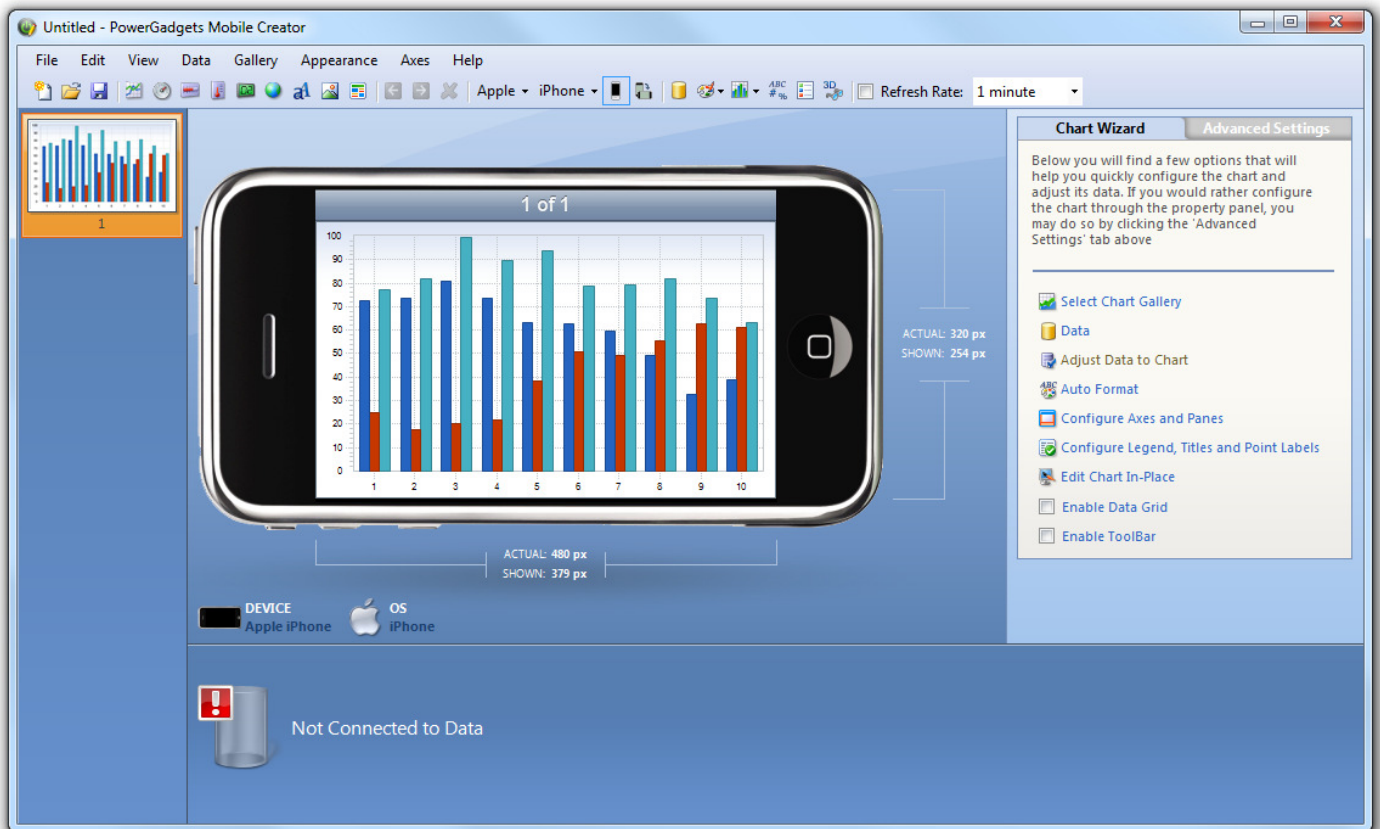 Untitled - PowerGadgets Mobile Creator
File Edit View Data Gallery Appearance Axes Help
Apple iPhone Refresh Rate: 1 minute
1
1 of 1
100
90
80
70
60
50
40
30
20
10
0
1 2 3 4 5 6 7 8 9 10
ACTUAL: 320 px
SHOWN: 254 px
ACTUAL: 480 px
SHOWN: 379 px
DEVICE
Apple iPhone
OS
iPhone
Not Connected to Data
Chart Wizard Advanced Settings
Below you will find a few options that will
help you quickly configure the chart and
adjust its data. If you would rather configure
the chart through the property panel, you
may do so by clicking the 'Advanced
Settings' tab above
Select Chart Gallery
Data
Adjust Data to Chart
Auto Format
Configure Axes and Panes
Configure Legend, Titles and Point Labels
Edit Chart In-Place
Enable Data Grid
Enable ToolBar